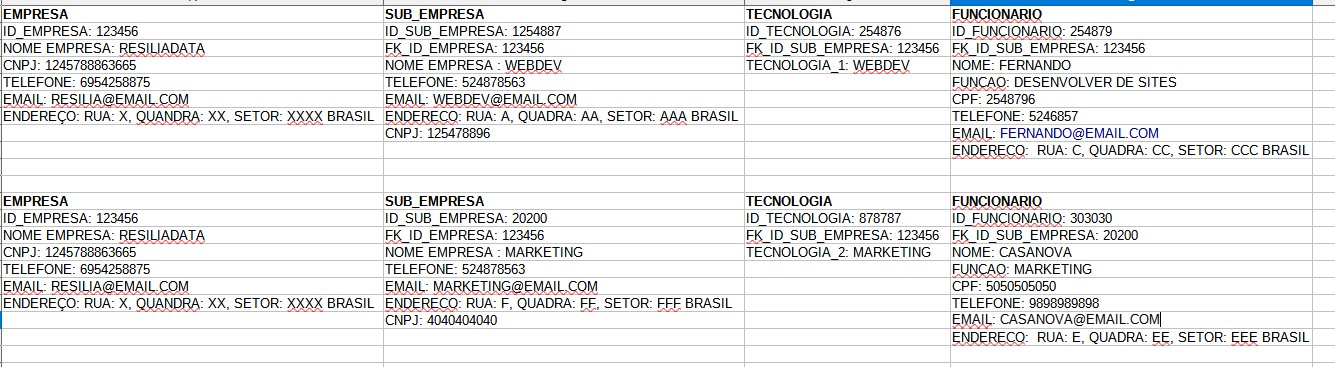 EMPRESA
ID_EMPRESA: 123456
NOME EMPRESA: RESILIADATA
CNPJ: 1245788863665
TELEFONE: 6954258875
EMAIL: RESILIA@EMAIL.COM
ENDEREÇO: RUA: X, QUANDRA: XX, SETOR: XXXX BRASIL
SUB_EMPRESA
ID_SUB_EMPRESA: 1254887
FK_ID_EMPRESA: 123456
NOME EMPRESA : WEBDEV
TELEFONE: 524878563
EMAIL: WEBDEV@EMAIL.COM
ENDERECO: RUA: A, QUADRA: AA, SETOR: AAA BRASIL
CNPJ: 125478896
TECNOLOGIA
ID_TECNOLOGIA: 254876
FK_ID_SUB_EMPRESA: 123456
TECNOLOGIA_1: WEBDEV
FUNCIONARIO
ID_FUNCIONARIO: 254879
FK_ID_SUB_EMPRESA: 123456
NOME: FERNANDO
FUNÇAO: DESENVOLVER DE SITES
CPF: 2548796
TELEFONE: 5246857
EMAIL: FERNANDO@EMAIL.COM
ENDERECO:  RUA: C, QUADRA: CC, SETOR: CCC BRASIL
EMPRESA
ID_EMPRESA: 123456
NOME EMPRESA: RESILIADATA
CNPJ: 1245788863665
TELEFONE: 6954258875
EMAIL: RESILIA@EMAIL.COM
ENDEREÇO: RUA: X, QUANDRA: XX, SETOR: XXXX BRASIL
SUB_EMPRESA
ID_SUB_EMPRESA: 20200
FK_ID_EMPRESA: 123456
NOME EMPRESA : MARKETING
TELEFONE: 524878563
EMAIL: MARKETING@EMAIL.COM
ENDERECO: RUA: F, QUADRA: FF, SETOR: FFF BRASIL
CNPJ: 4040404040
TECNOLOGIA
ID_TECNOLOGIA: 878787
FK_ID_SUB_EMPRESA: 123456
TECNOLOGIA_2: MARKETING
FUNCIONARIO
ID_FUNCIONARIO: 303030
FK_ID_SUB_EMPRESA: 20200
NOME: CASANOVA
FUNÇAO: MARKETING
CPF: 5050505050
TELEFONE: 9898989898
EMAIL: CASANOVA@EMAIL.COM
ENDERECO:  RUA: E, QUADRA: EE, SETOR: EEE BRASIL